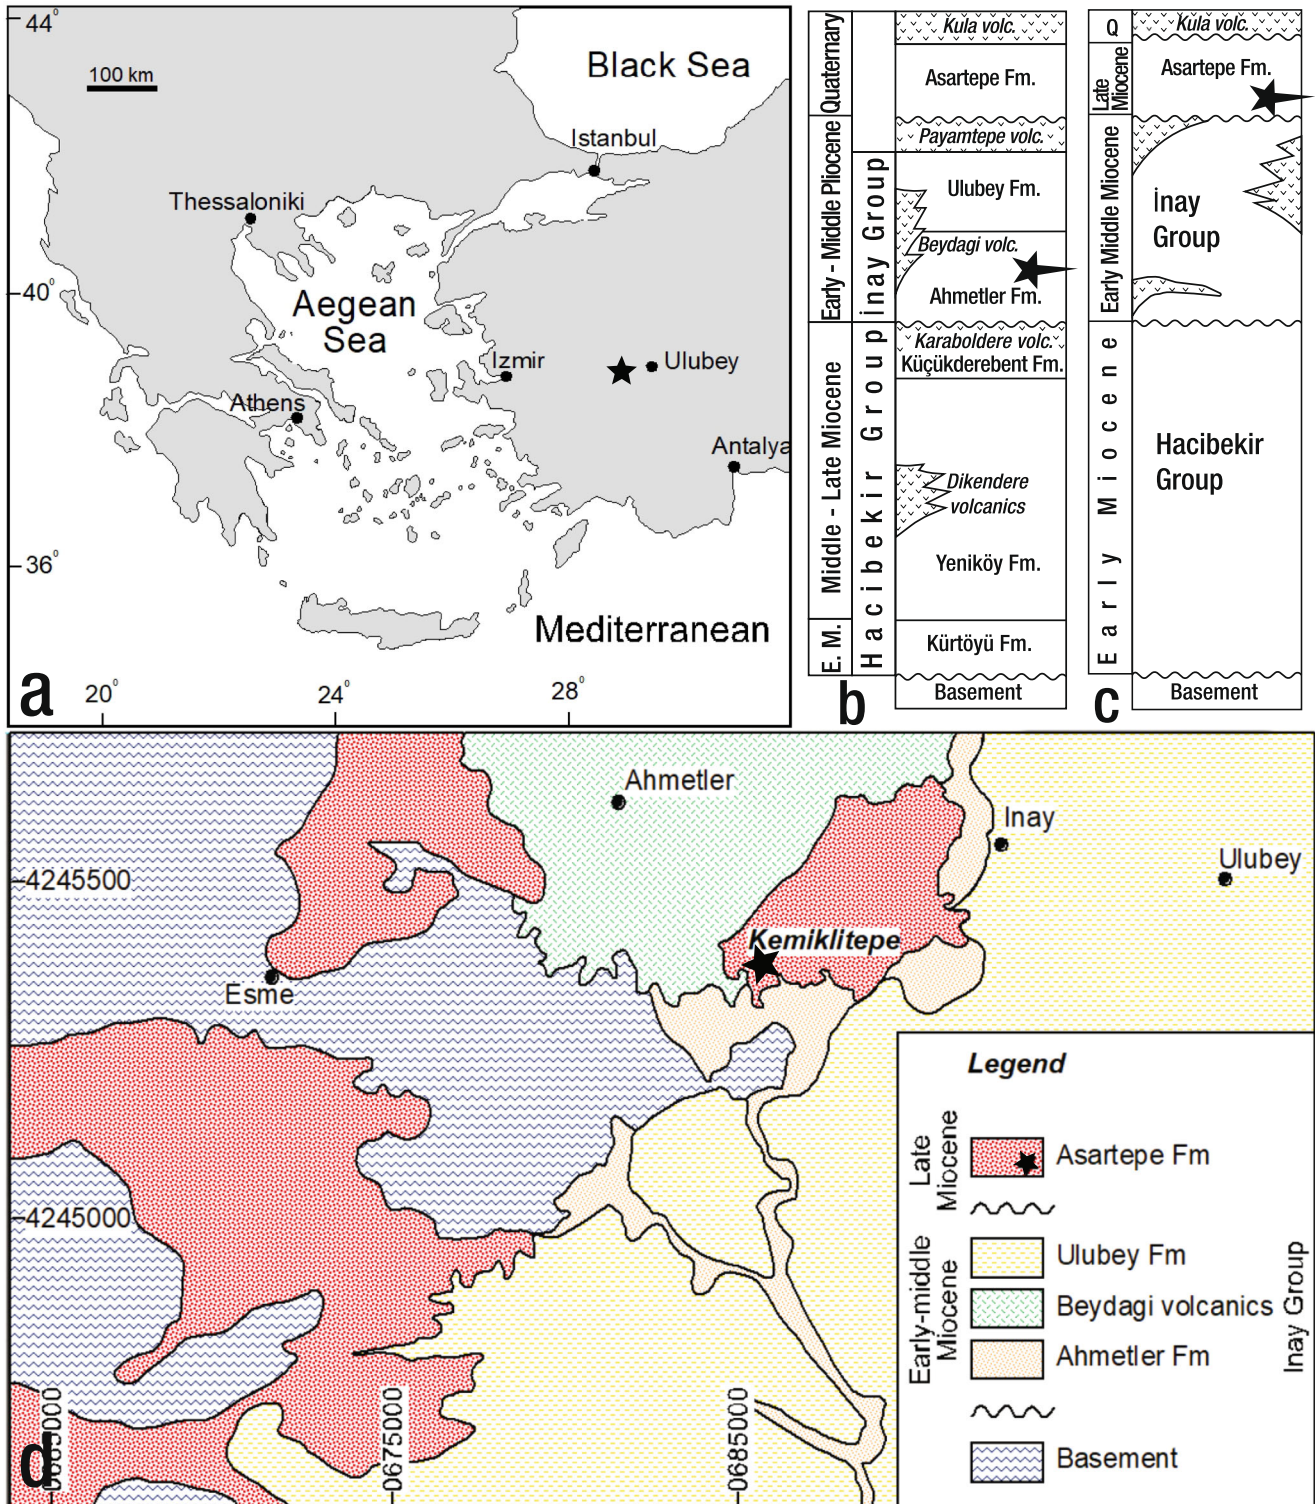 44°
100 km
Black Sea
Istanbul
Thessaloniki
40°
Aegean
Sea
Izmir
Ulubey
Athens
Antalya
36°
Mediterranean
20°
24°
28°
a
Quaternary
Early - Middle Pliocene
Middle - Late Miocene
E. M.
İnay Group
Hacibekir Group
Kula volc.
Asartepe Fm.
Payamtepe volc.
Ulubey Fm.
Beydagi volc.
Ahmetler Fm.
Karaboldere volc.
Küçükderebent Fm.
Dikendere
volcanics
Yeniköy Fm.
Kürtöyü Fm.
Basement
b
Q
Late
Miocene
Early Middle Miocene
Early Miocene
Kula volc.
Asartepe Fm.
İnay
Group
Hacibekir
Group
Basement
c
Ahmetler
Inay
Ulubey
4245500
Kemiklitepe
Esme
4245000
0665000
0675000
0685000
d
Legend
Late
Miocene
Asartepe Fm
Early-middle
Miocene
Ulubey Fm
Beydagi volcanics
Ahmetler Fm
Inay Group
Basement